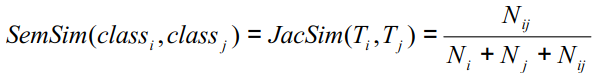 SemSim(class_i, class_j) = JacSim(T_i, T_j) = N_ij / (N_i + N_j + N_ij)